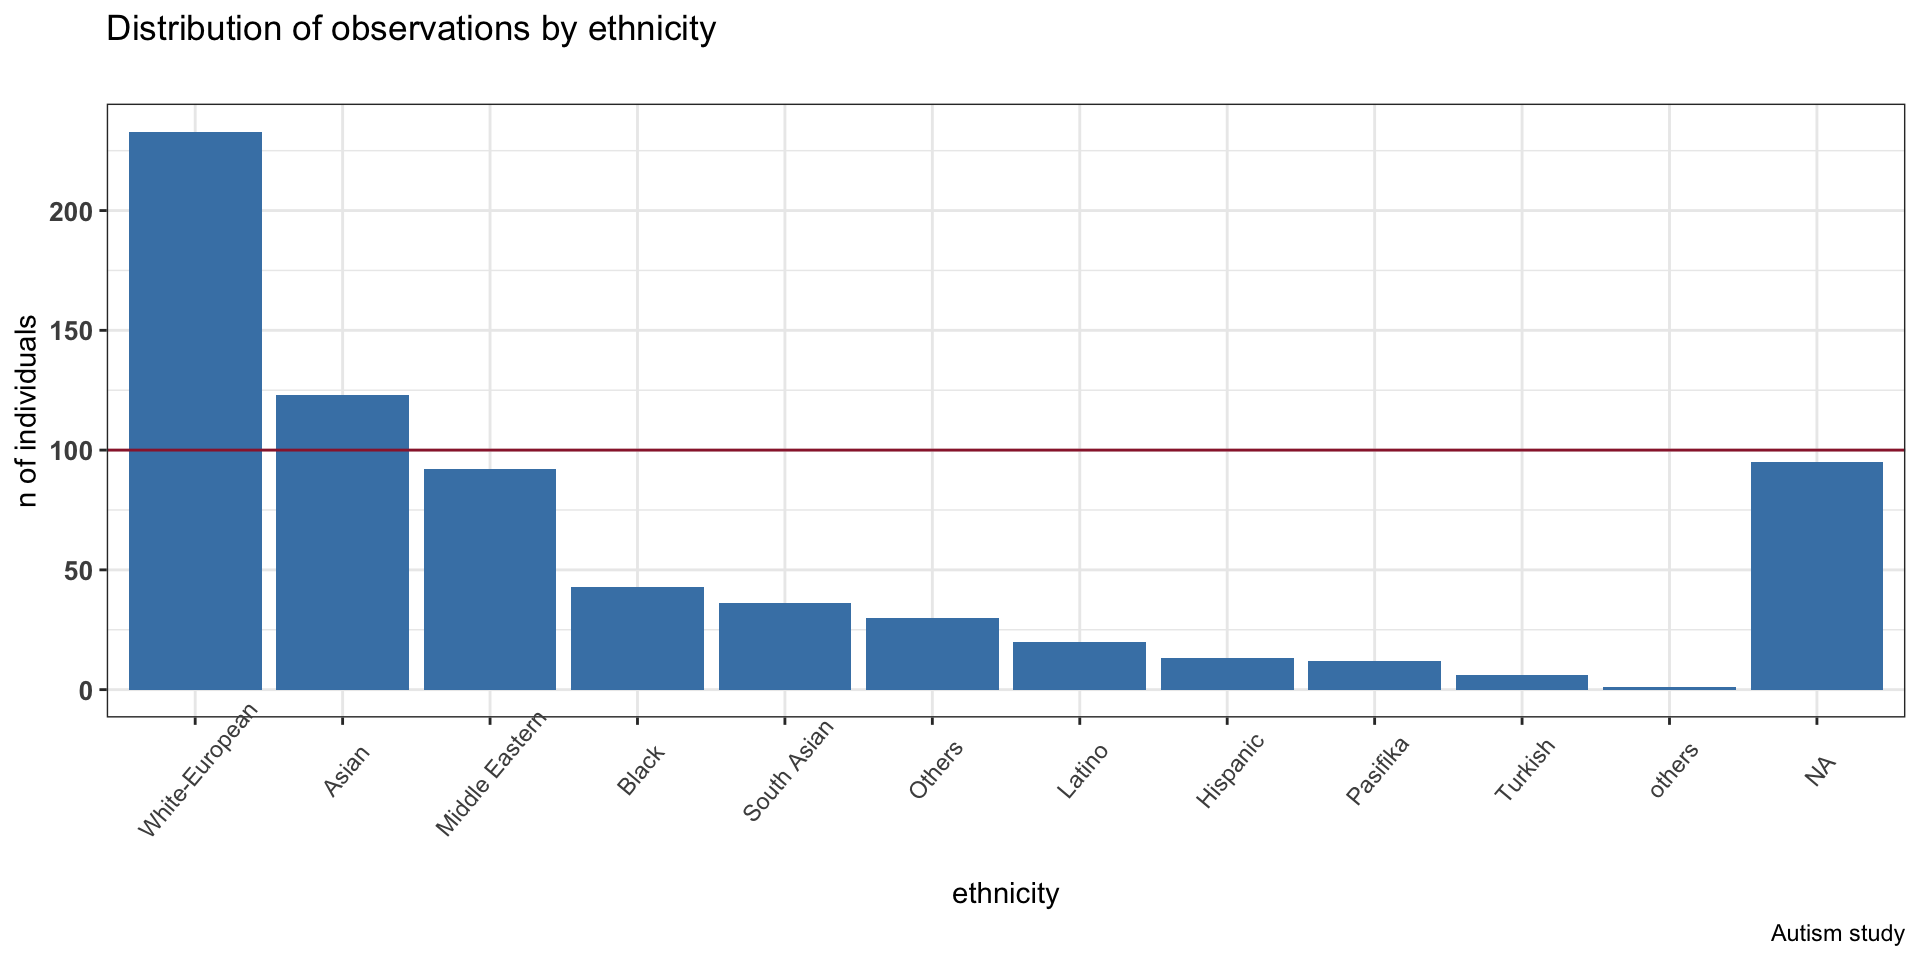 Distribution of observations by ethnicity
n of individuals
200
150
100
50
0
White-European
Asian
Middle Eastern
Black
South Asian
Others
Latino
Hispanic
Pasifika
Turkish
others
NA
ethnicity
Autism study